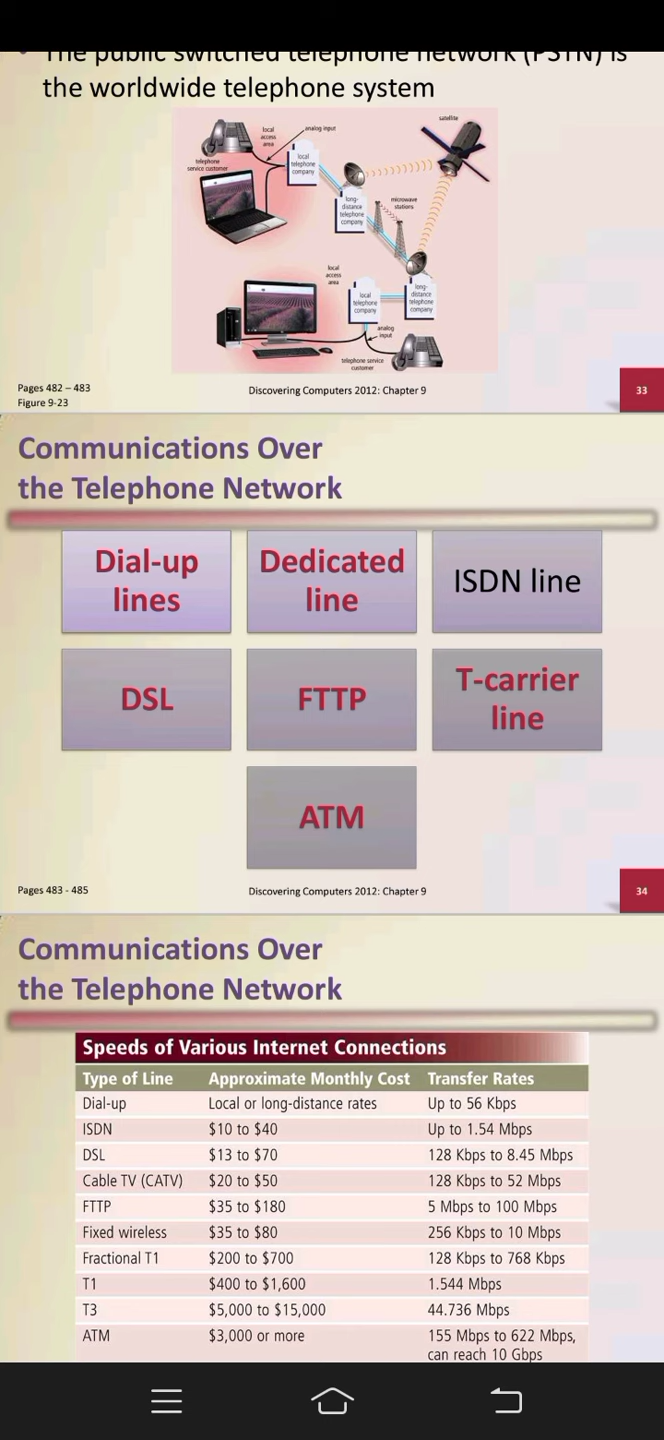 • The public switched telephone network (PSTN) is
the worldwide telephone system
satellite
local
access
area
analog input
telephone
service customer
local
telephone
company
long-
distance
telephone
company
microwave
stations
local
access
area
local
telephone
company
long-
distance
telephone
company
analog
input
telephone service
customer
Pages 482 – 483
Figure 9-23
Discovering Computers 2012: Chapter 9
33
Communications Over
the Telephone Network
Dial-up
lines
Dedicated
line
ISDN line
DSL
FTTP
T-carrier
line
ATM
Pages 483 - 485
Discovering Computers 2012: Chapter 9
34
Communications Over
the Telephone Network
Speeds of Various Internet Connections
Type of Line Approximate Monthly Cost Transfer Rates
Dial-up Local or long-distance rates Up to 56 Kbps
ISDN $10 to $40 Up to 1.54 Mbps
DSL $13 to $70 128 Kbps to 8.45 Mbps
Cable TV (CATV) $20 to $50 128 Kbps to 52 Mbps
FTTP $35 to $180 5 Mbps to 100 Mbps
Fixed wireless $35 to $80 256 Kbps to 10 Mbps
Fractional T1 $200 to $700 128 Kbps to 768 Kbps
T1 $400 to $1,600 1.544 Mbps
T3 $5,000 to $15,000 44.736 Mbps
ATM $3,000 or more 155 Mbps to 622 Mbps,
can reach 10 Gbps